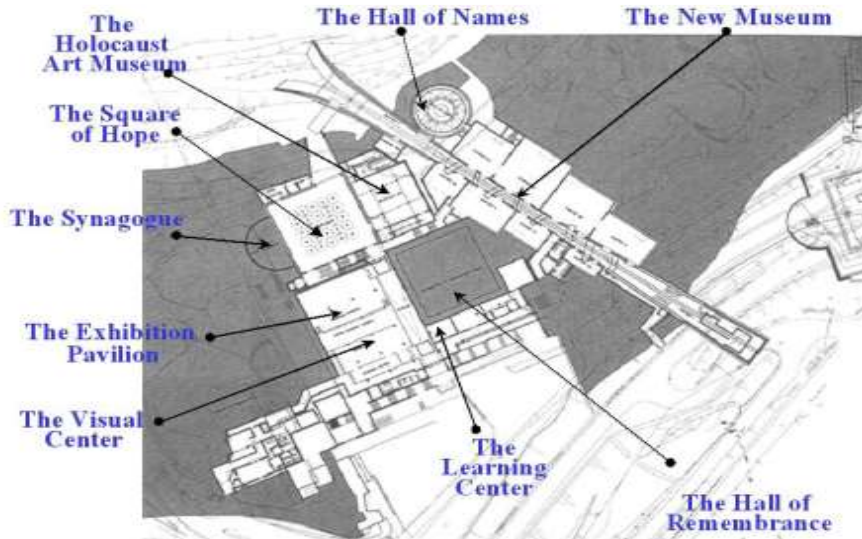 The
Holocaust
Art Museum
The Hall of Names
The New Museum
The Square
of Hope
The Synagogue
The Exhibition
Pavilion
The Visual
Center
The
Learning
Center
The Hall of
Remembrance